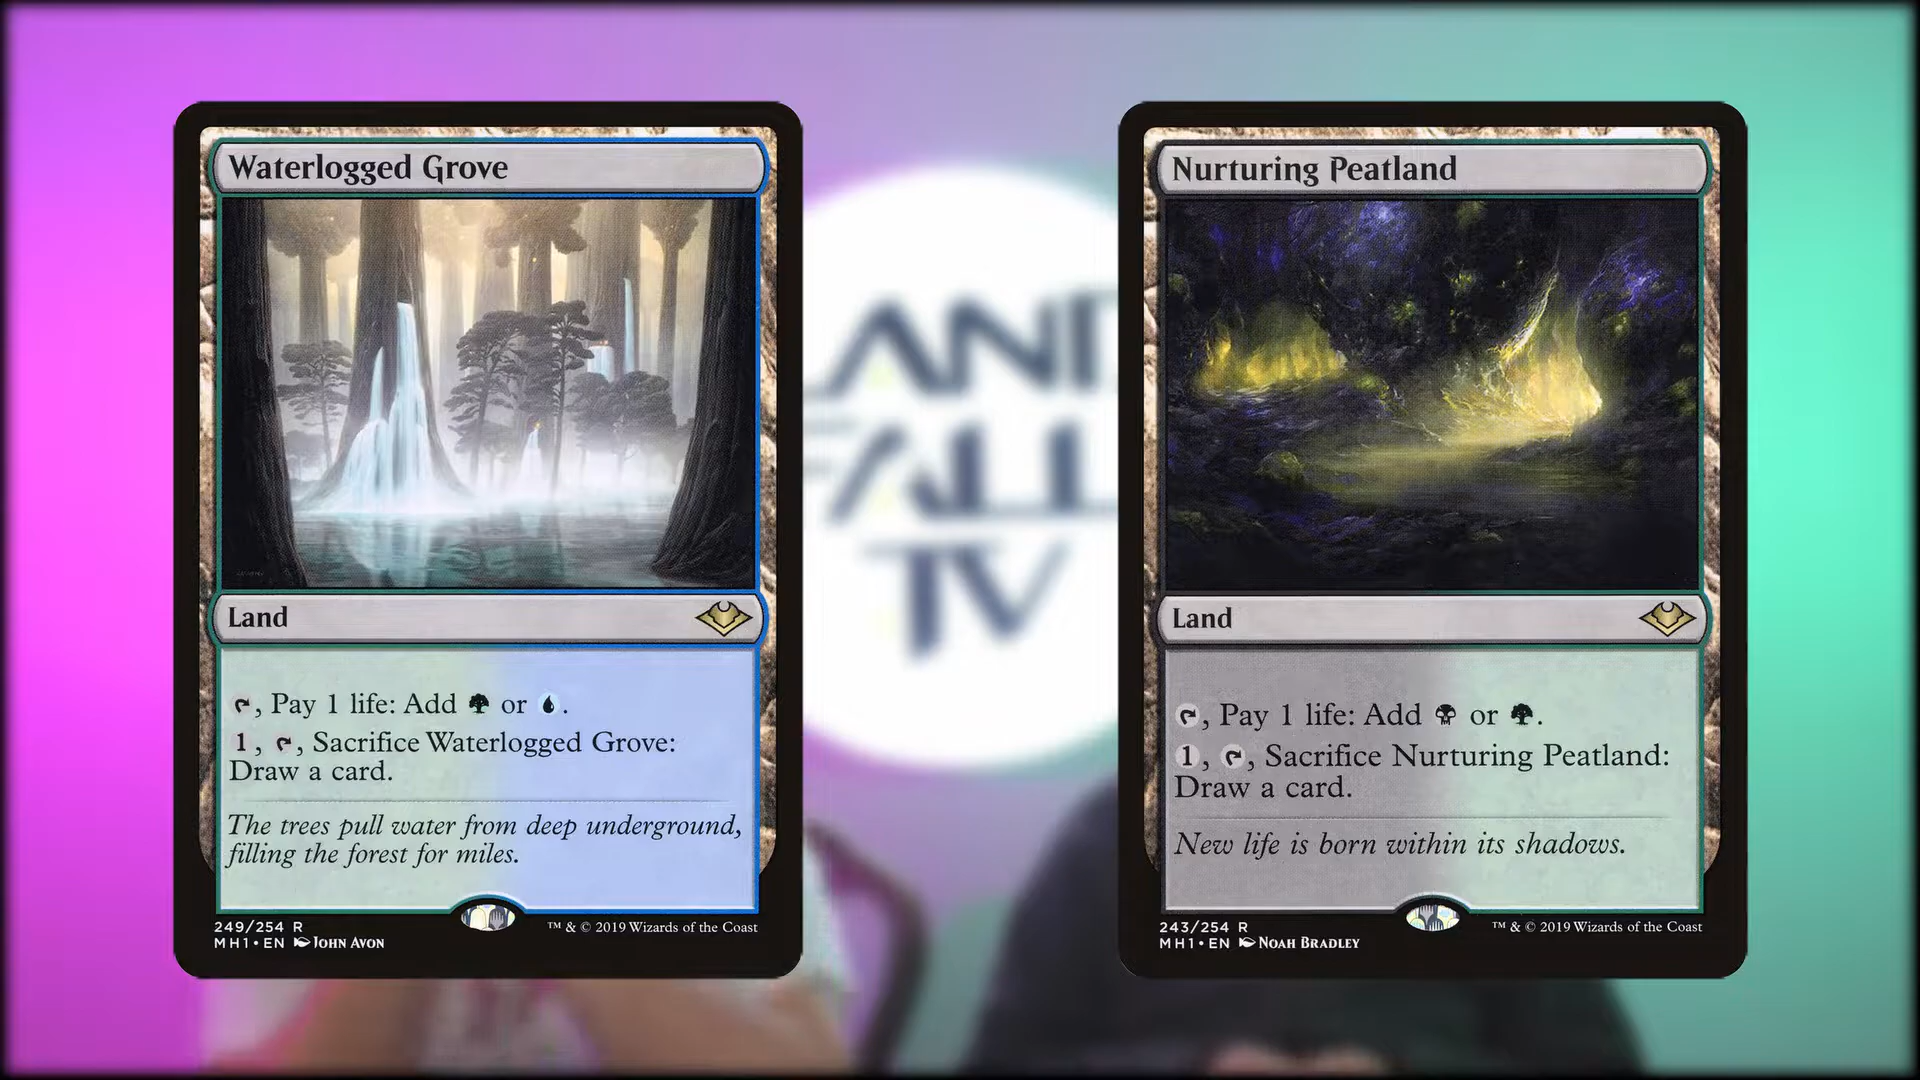 Waterlogged Grove
Land
, Pay 1 life: Add or .
1, , Sacrifice Waterlogged Grove:
Draw a card.
The trees pull water from deep underground,
filling the forest for miles.
249/254 R
MH1 • EN John Avon
™ & © 2019 Wizards of the Coast
LAND
FALL
TV
Nurturing Peatland
Land
, Pay 1 life: Add or .
1, , Sacrifice Nurturing Peatland:
Draw a card.
New life is born within its shadows.
243/254 R
MH1 • EN Noah Bradley
™ & © 2019 Wizards of the Coast